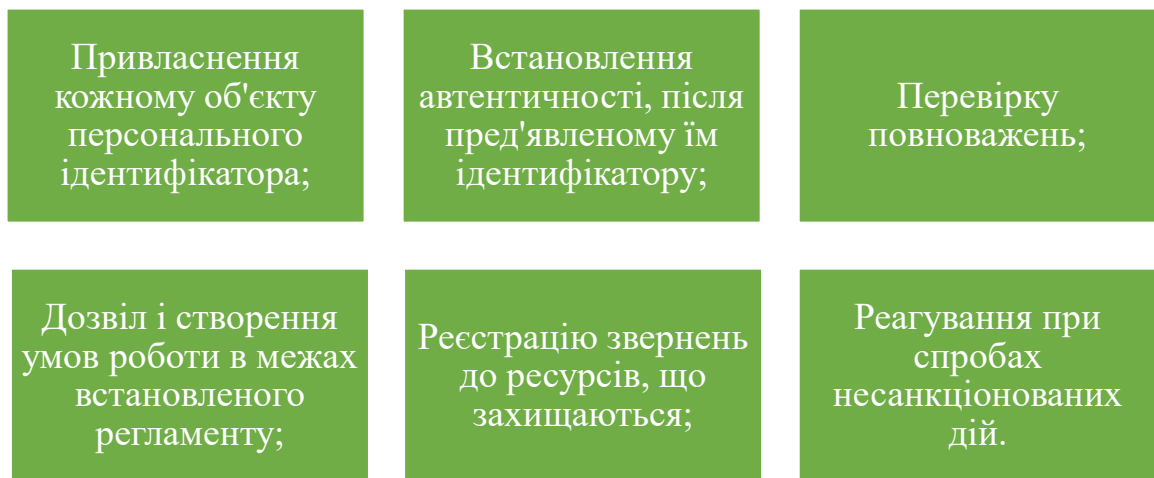 Привласнення
кожному об'єкту
персонального
ідентифікатора;
Встановлення
автентичності, після
пред'явленому їм
ідентифікатору;
Перевірку
повноважень;
Дозвіл і створення
умов роботи в межах
встановленого
регламенту;
Реєстрацію звернень
до ресурсів, що
захищаються;
Реагування при
спробах
несанкціонованих
дій.